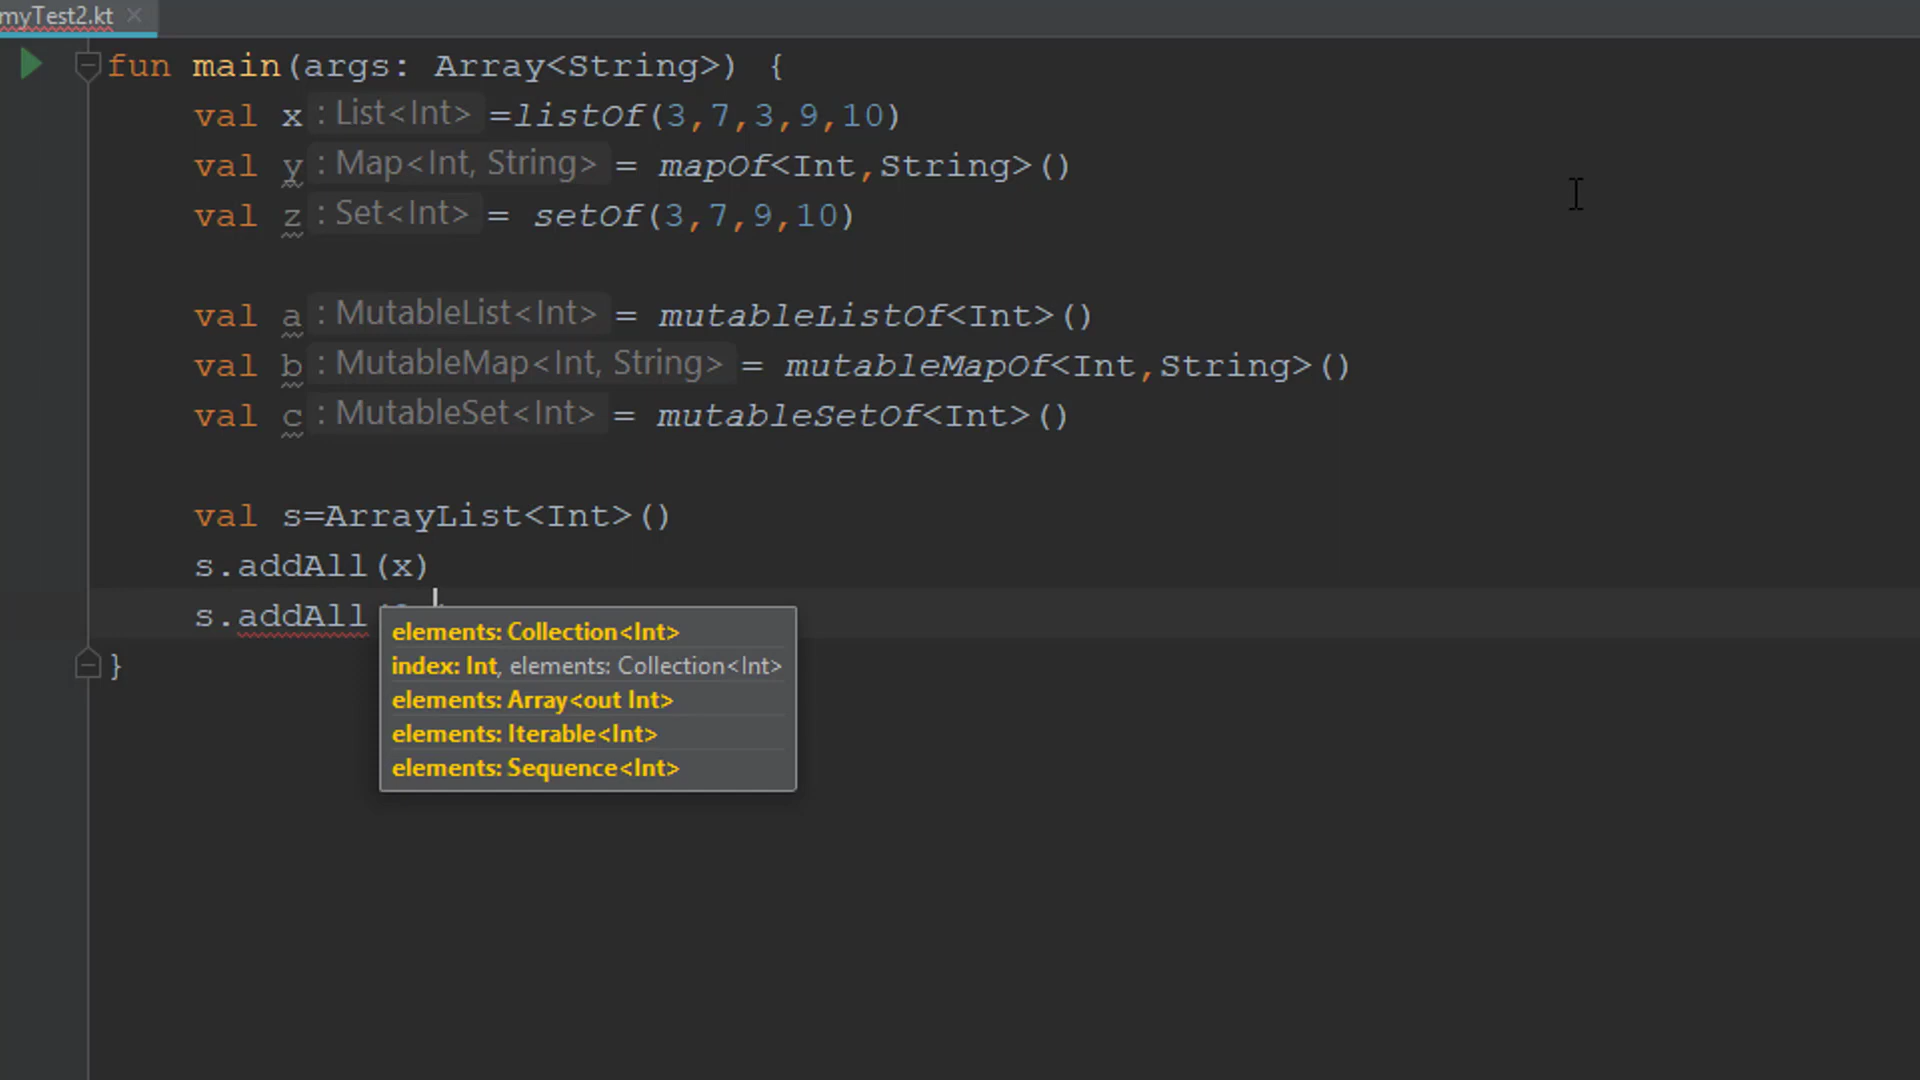 myTest2.kt
fun main(args: Array<String>) {
val x : List<Int> =listOf(3,7,3,9,10)
val y : Map<Int, String> = mapOf<Int,String>()
val z : Set<Int> = setOf(3,7,9,10)
val a : MutableList<Int> = mutableListOf<Int>()
val b : MutableMap<Int, String> = mutableMapOf<Int,String>()
val c : MutableSet<Int> = mutableSetOf<Int>()
val s=ArrayList<Int>()
s.addAll(x)
s.addAll
elements: Collection<Int>
index: Int, elements: Collection<Int>
elements: Array<out Int>
elements: Iterable<Int>
elements: Sequence<Int>
}